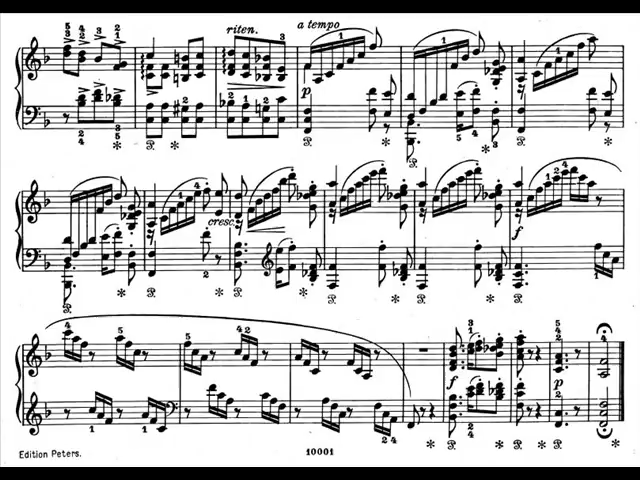 riten.
a tempo
p
cresc.
f
f
p
Edition Peters.
10001